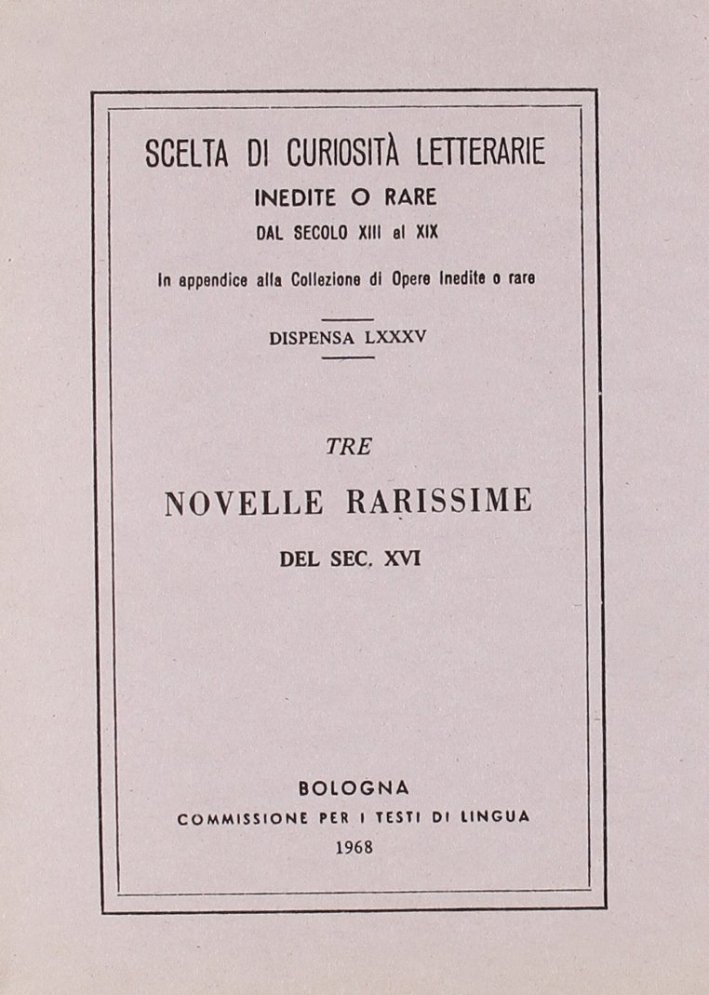 SCELTA DI CURIOSITÀ LETTERARIE
INEDITE O RARE
DAL SECOLO XIII al XIX
In appendice alla Collezione di Opere Inedite o rare
DISPENSA LXXXV
TRE
NOVELLE RARISSIME
DEL SEC. XVI
BOLOGNA
COMMISSIONE PER I TESTI DI LINGUA
1968